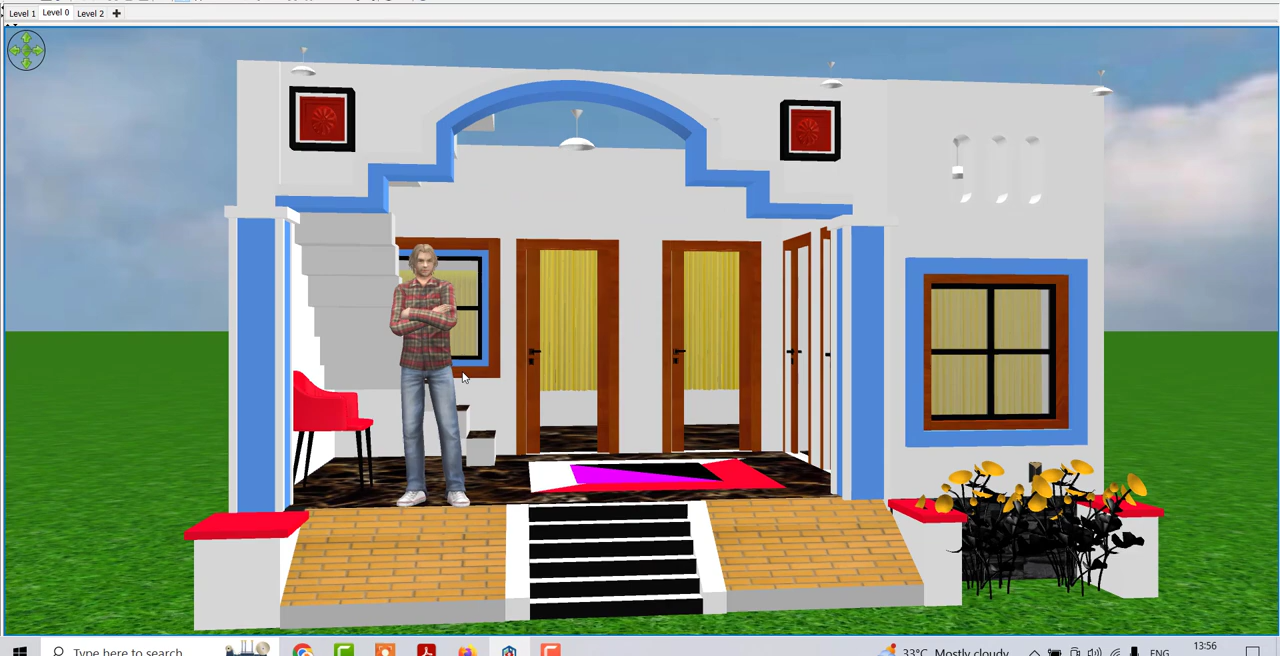 Level 1 Level 0 Level 2
Type here to search
33°C Mostly cloudy
ENG
13:56